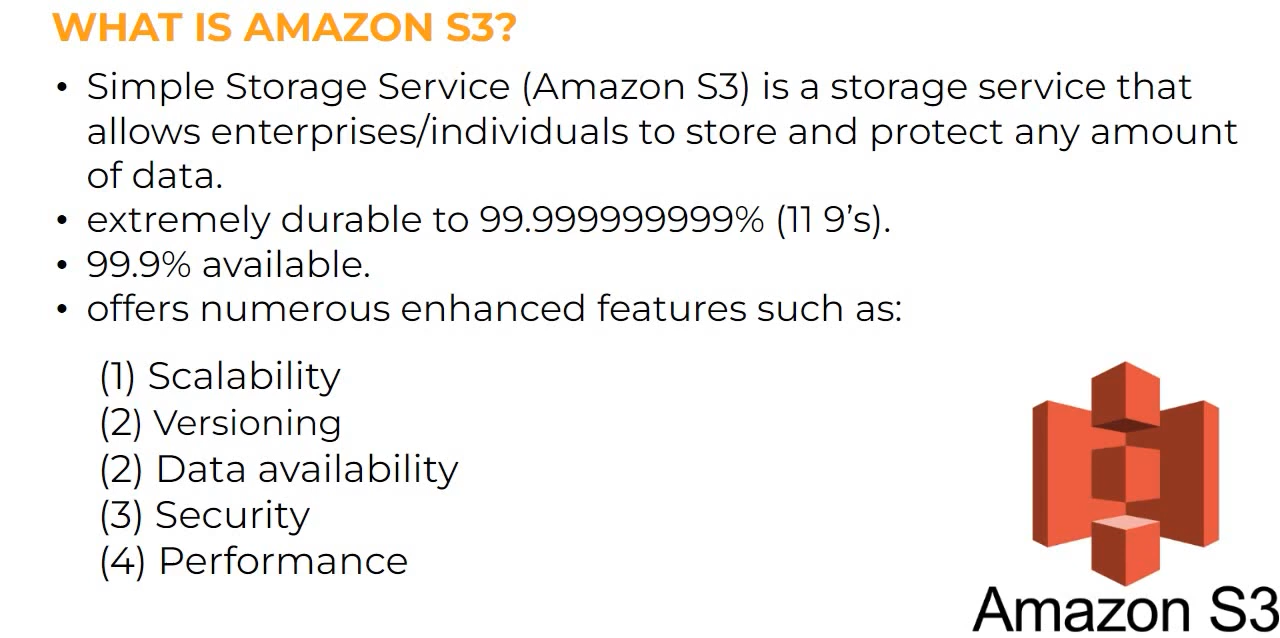 WHAT IS AMAZON S3?
• Simple Storage Service (Amazon S3) is a storage service that
allows enterprises/individuals to store and protect any amount
of data.
• extremely durable to 99.999999999% (11 9’s).
• 99.9% available.
• offers numerous enhanced features such as:
(1) Scalability
(2) Versioning
(2) Data availability
(3) Security
(4) Performance
Amazon S3